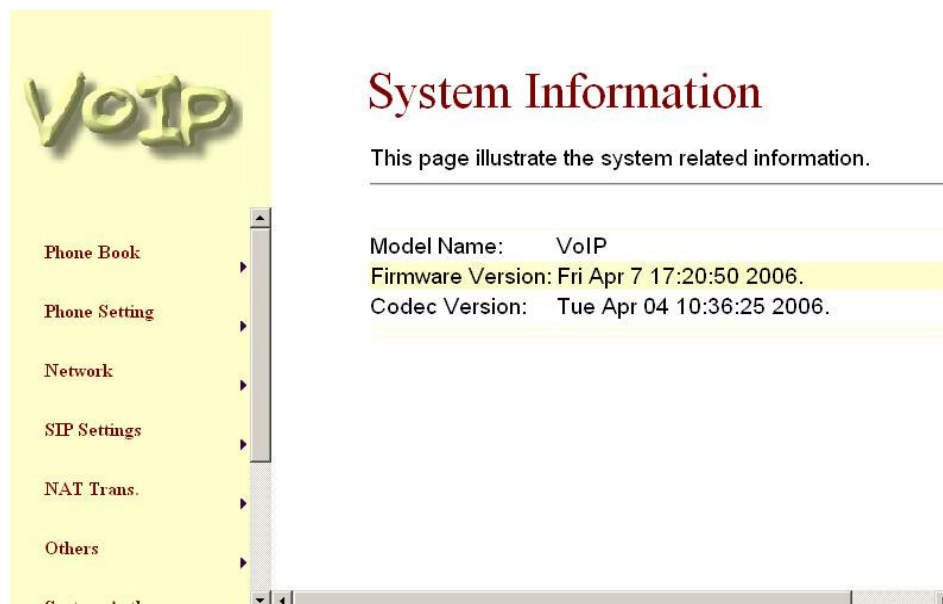 VoIP
System Information
This page illustrate the system related information.
Phone Book
Phone Setting
Network
SIP Settings
NAT Trans.
Others
Model Name: VoIP
Firmware Version: Fri Apr 7 17:20:50 2006.
Codec Version: Tue Apr 04 10:36:25 2006.